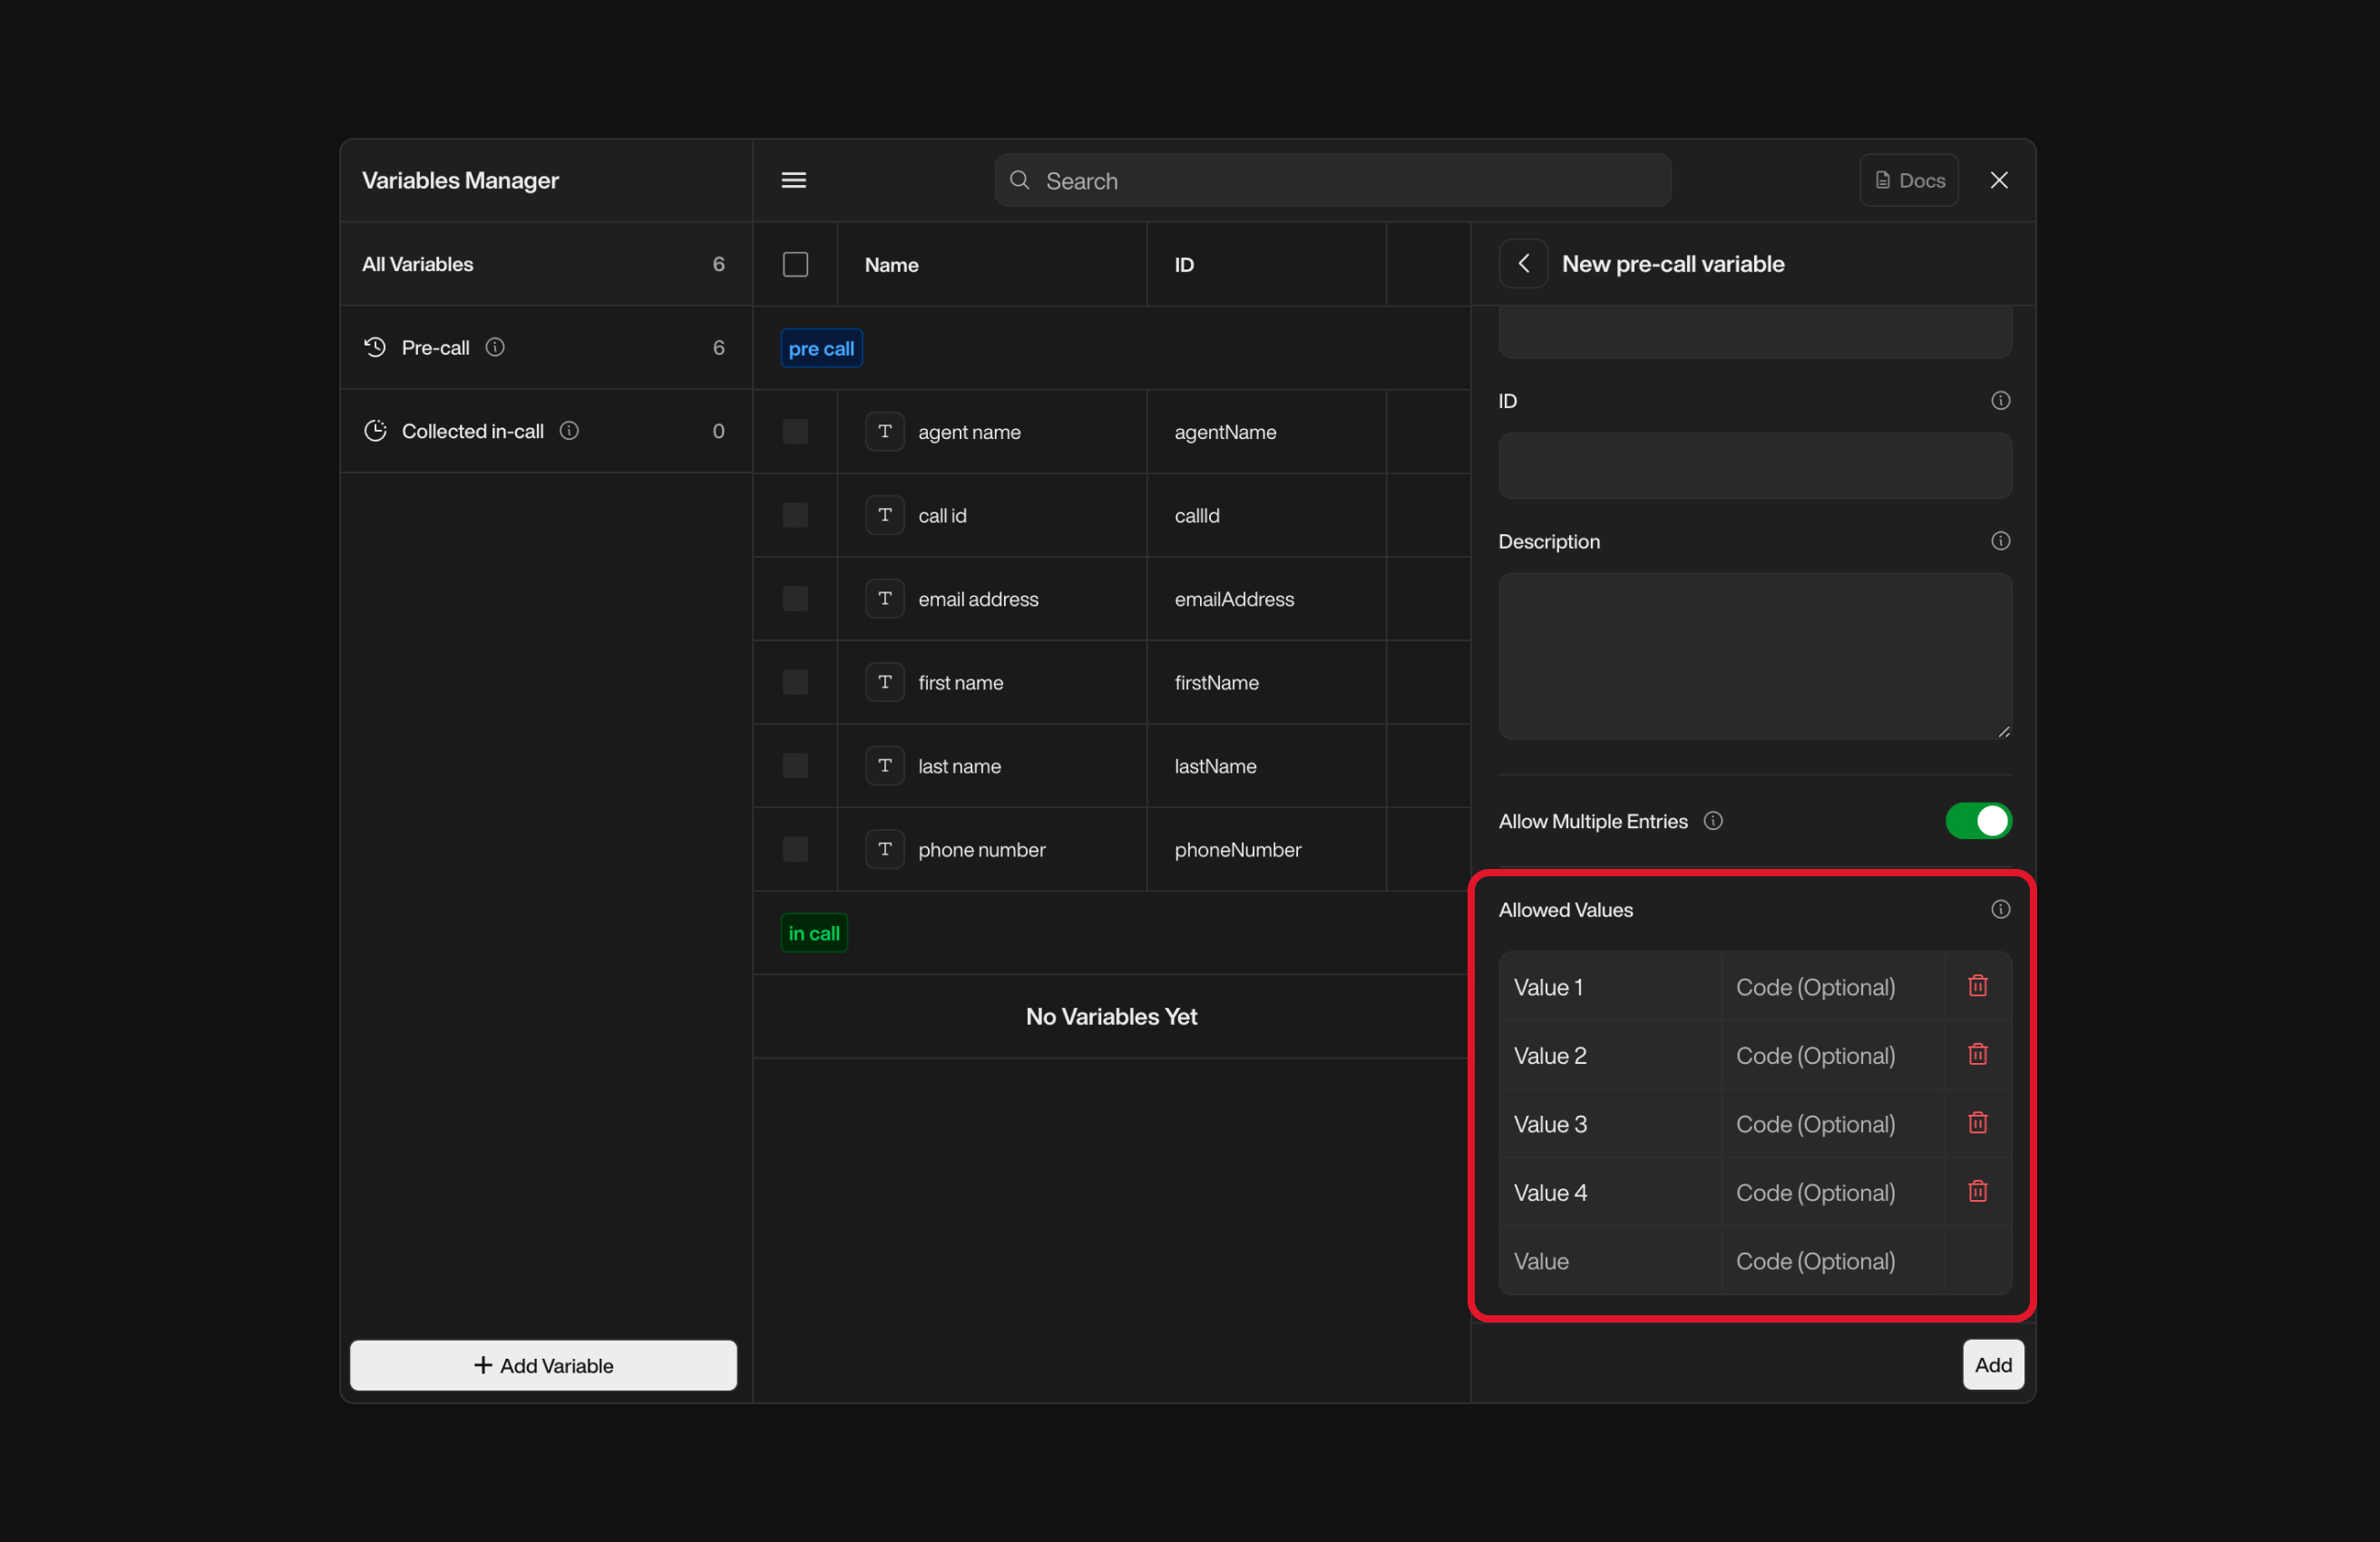 Variables Manager
Search
Docs
All Variables 6
Pre-call 6
Collected in-call 0
Add Variable
Name ID
pre call
agent name agentName
call id callId
email address emailAddress
first name firstName
last name lastName
phone number phoneNumber
in call
No Variables Yet
New pre-call variable
ID
Description
Allow Multiple Entries
Allowed Values
Value 1 Code (Optional)
Value 2 Code (Optional)
Value 3 Code (Optional)
Value 4 Code (Optional)
Value Code (Optional)
Add